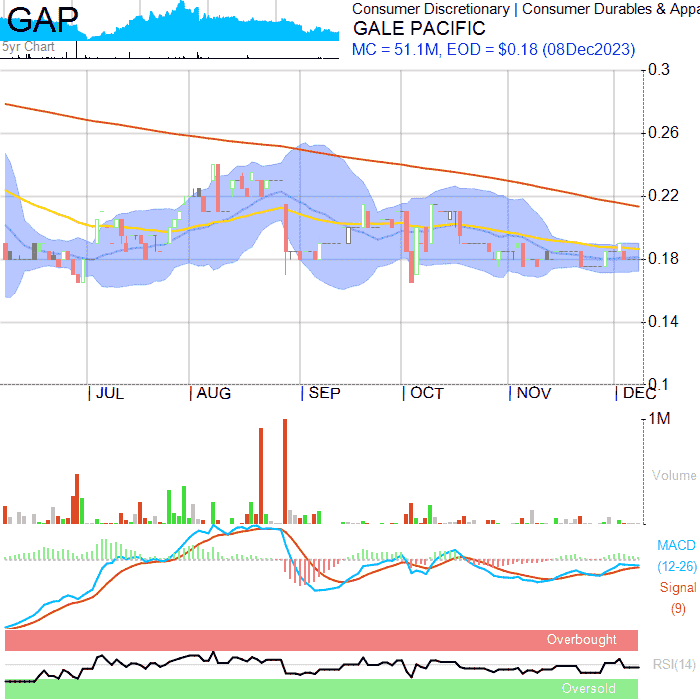 GAP
5yr Chart
Consumer Discretionary | Consumer Durables & Appa
GALE PACIFIC
MC = 51.1M, EOD = $0.18 (08Dec2023)
0.3
0.26
0.22
0.18
0.14
0.1
JUL
AUG
SEP
OCT
NOV
DEC
1M
Volume
MACD
(12-26)
Signal
(9)
Overbought
RSI(14)
Oversold